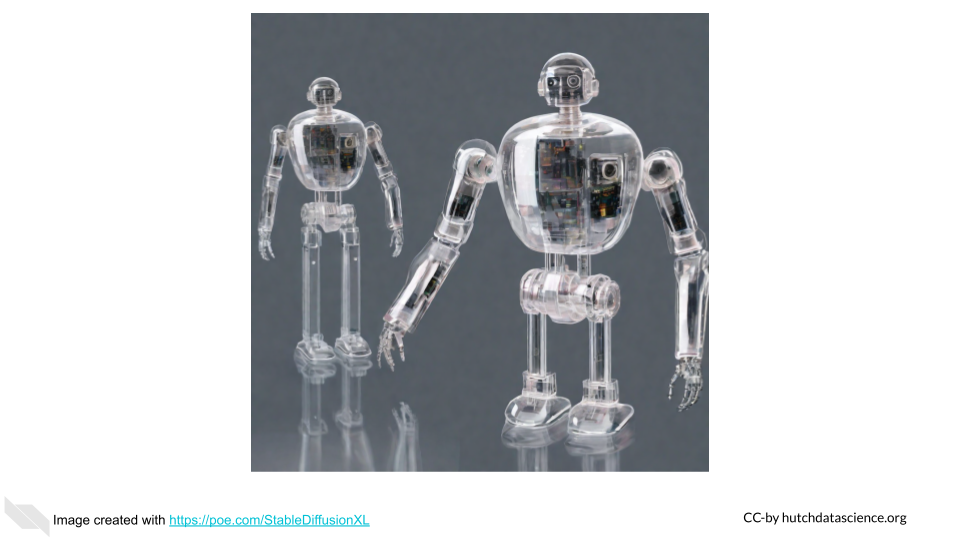 Image created with https://poe.com/StableDiffusionXL
CC-by hutchdatascience.org